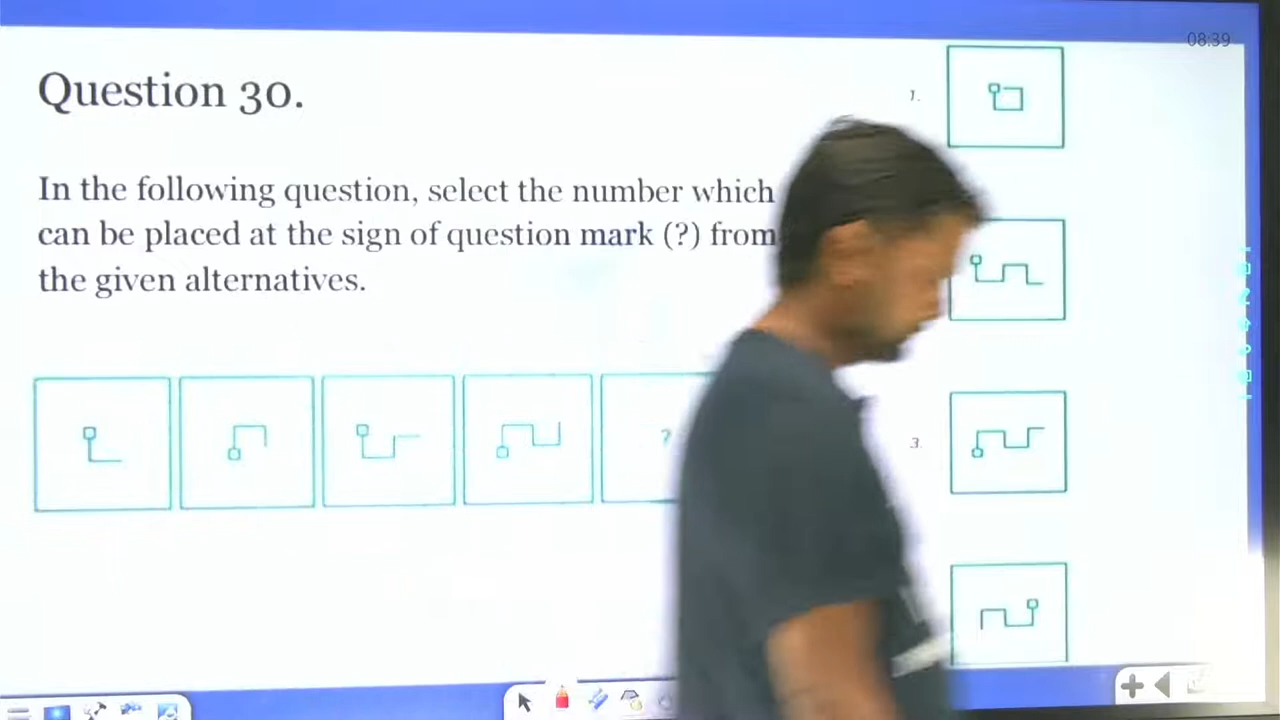 08:39
Question 30.
1.
In the following question, select the number which
can be placed at the sign of question mark (?) from
the given alternatives.
?
3.